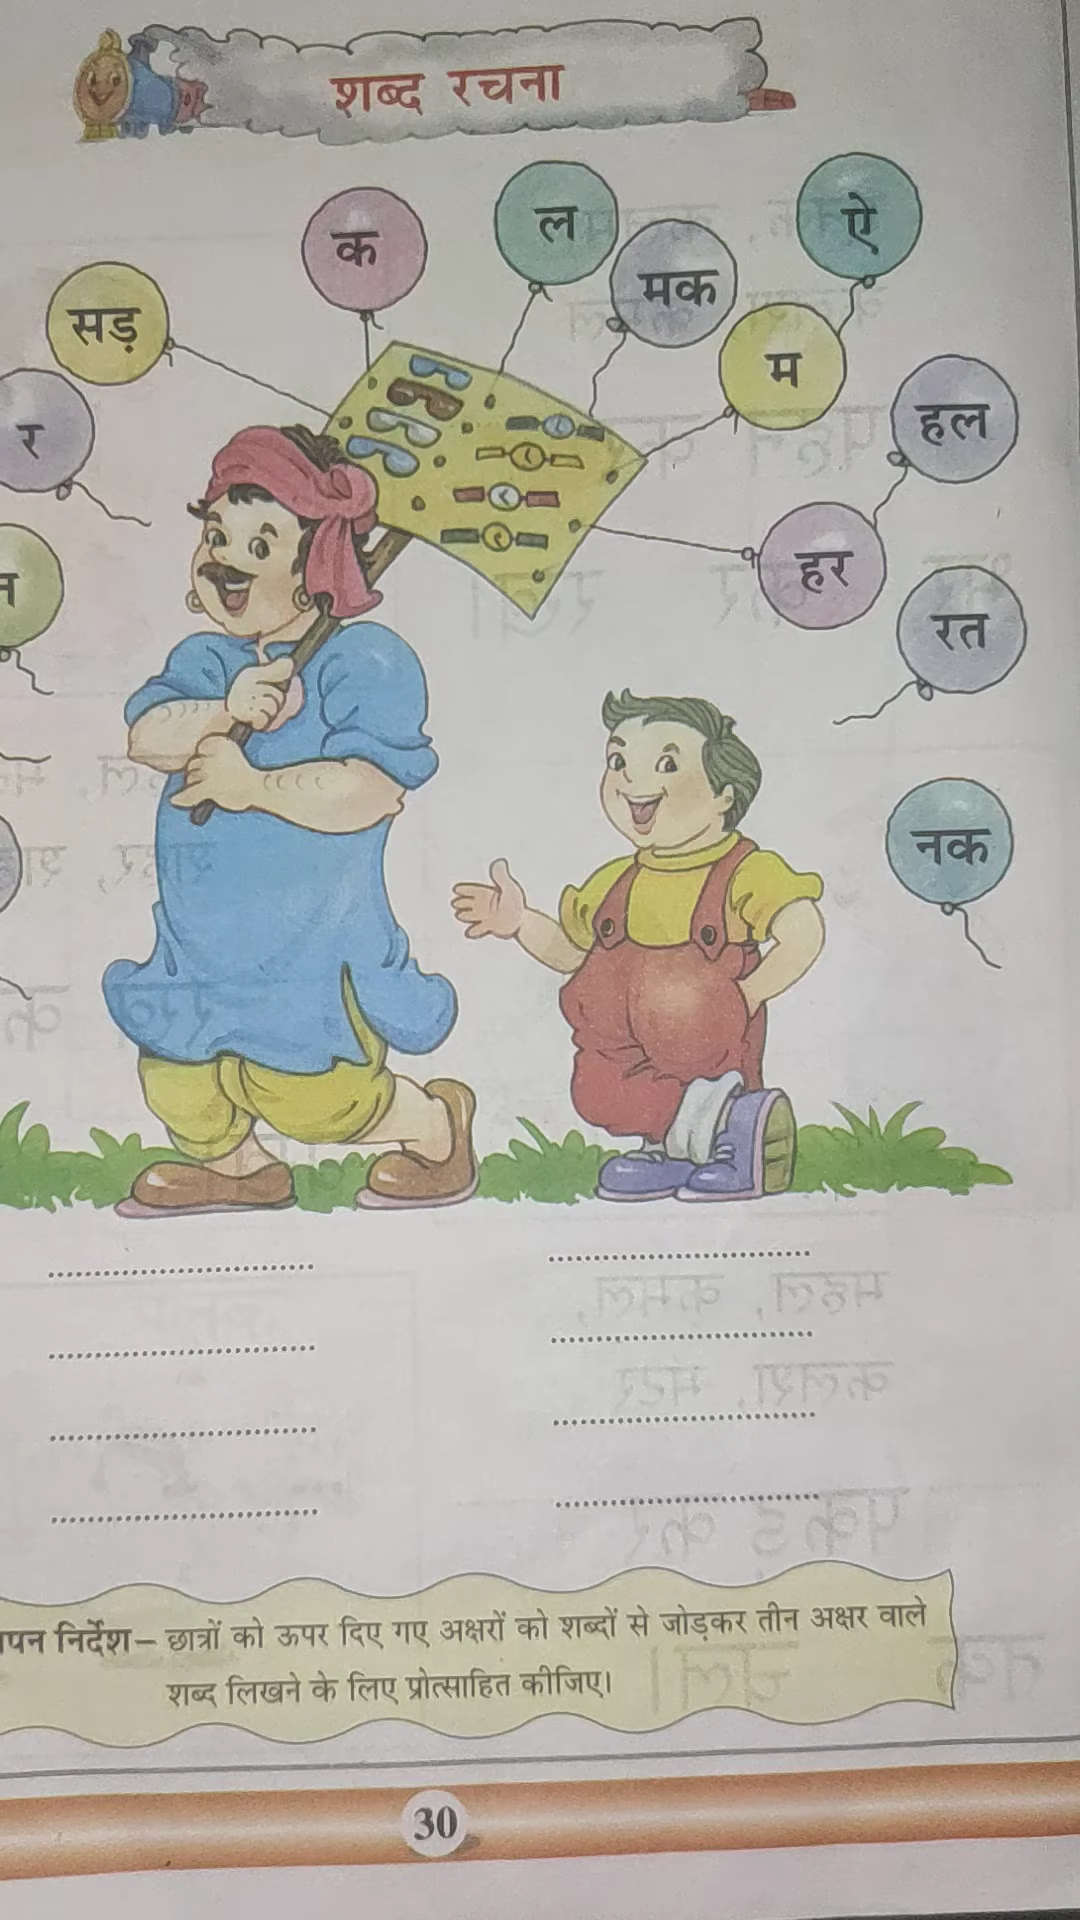 शब्द रचना
क
ल
ऐ
मक
सड़
म
र
हल
हर
न
रत
नक
छात्रों को ऊपर दिए गए अक्षरों को शब्दों से जोड़कर तीन अक्षर वाले
शब्द लिखने के लिए प्रोत्साहित कीजिए।
30